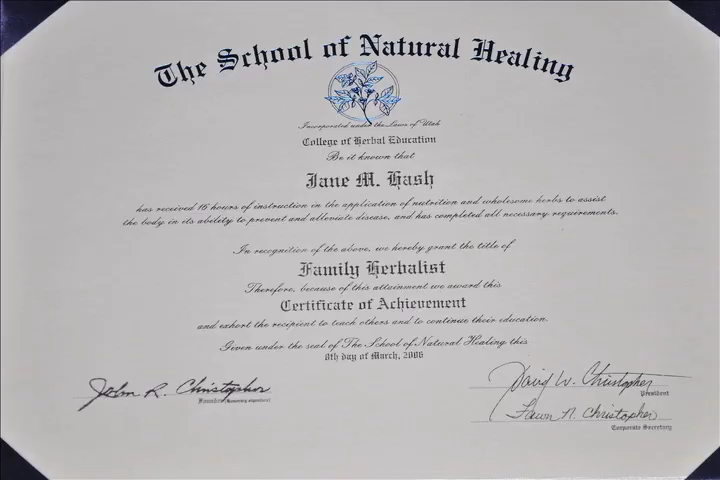 The School of Natural Healing
Incorporated under the Laws of Utah
College of Herbal Education
Be it known that
Jane M. Hash
has received 16 hours of instruction in the application of nutrition and wholesome herbs to assist
the body in its ability to prevent and alleviate disease, and has completed all necessary requirements.
In recognition of the above, we hereby grant the title of
Family Herbalist
Therefore, because of this attainment we award this
Certificate of Achievement
and exhort the recipient to teach others and to continue their education.
Given under the seal of The School of Natural Healing this
8th day of March, 2006
John R. Christopher
Founder
David W. Christopher
President
Fawn N. Christopher
Corporate Secretary